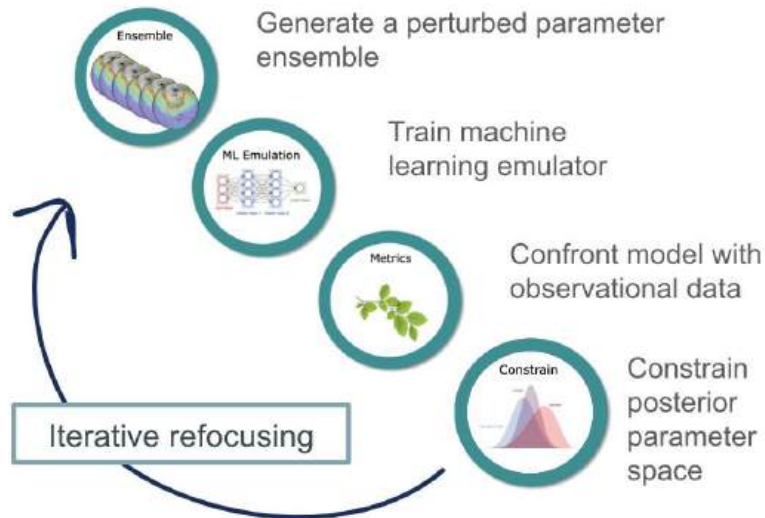 Ensemble
Generate a perturbed parameter
ensemble
ML Emulation
Train machine
learning emulator
Metrics
Confront model with
observational data
Constrain
Constrain
posterior
parameter
space
Iterative refocusing